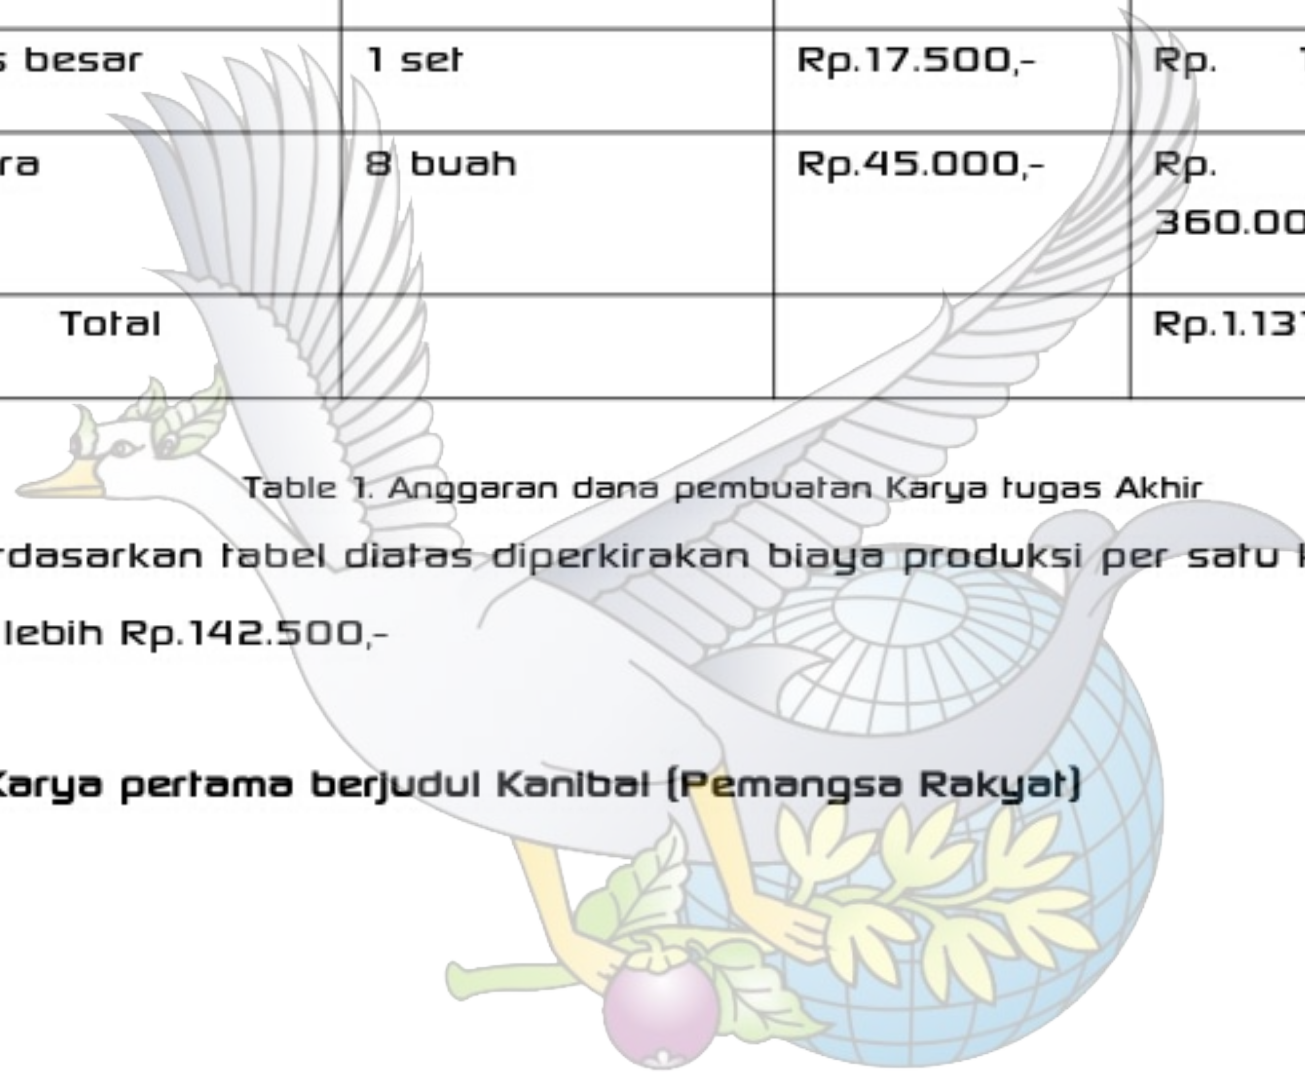 s besar 1 set Rp.17.500,- Rp. 1
ra 8 buah Rp.45.000,- Rp.
360.00
Total Rp.1.131
Table 1. Anggaran dana pembuatan Karya tugas Akhir
rdasarkan tabel diatas diperkirakan biaya produksi per satu k
lebih Rp.142.500,-
Karya pertama berjudul Kanibal (Pemangsa Rakyat)